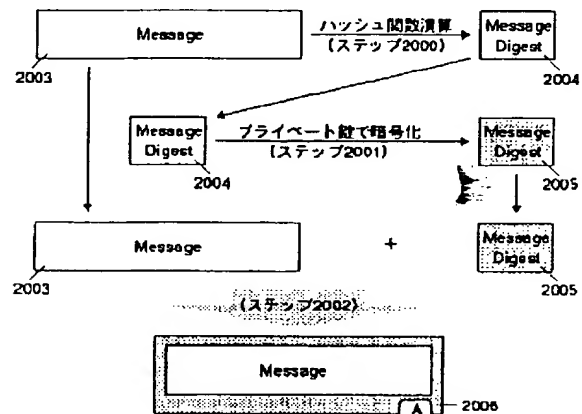 Message
ハッシュ関数演算
(ステップ2000)
Message
Digest
2003
2004
Message
Digest
プライベート鍵で暗号化
(ステップ2001)
Message
Digest
2004
2005
Message
+
Message
Digest
2003
2005
(ステップ2002)
Message
2006